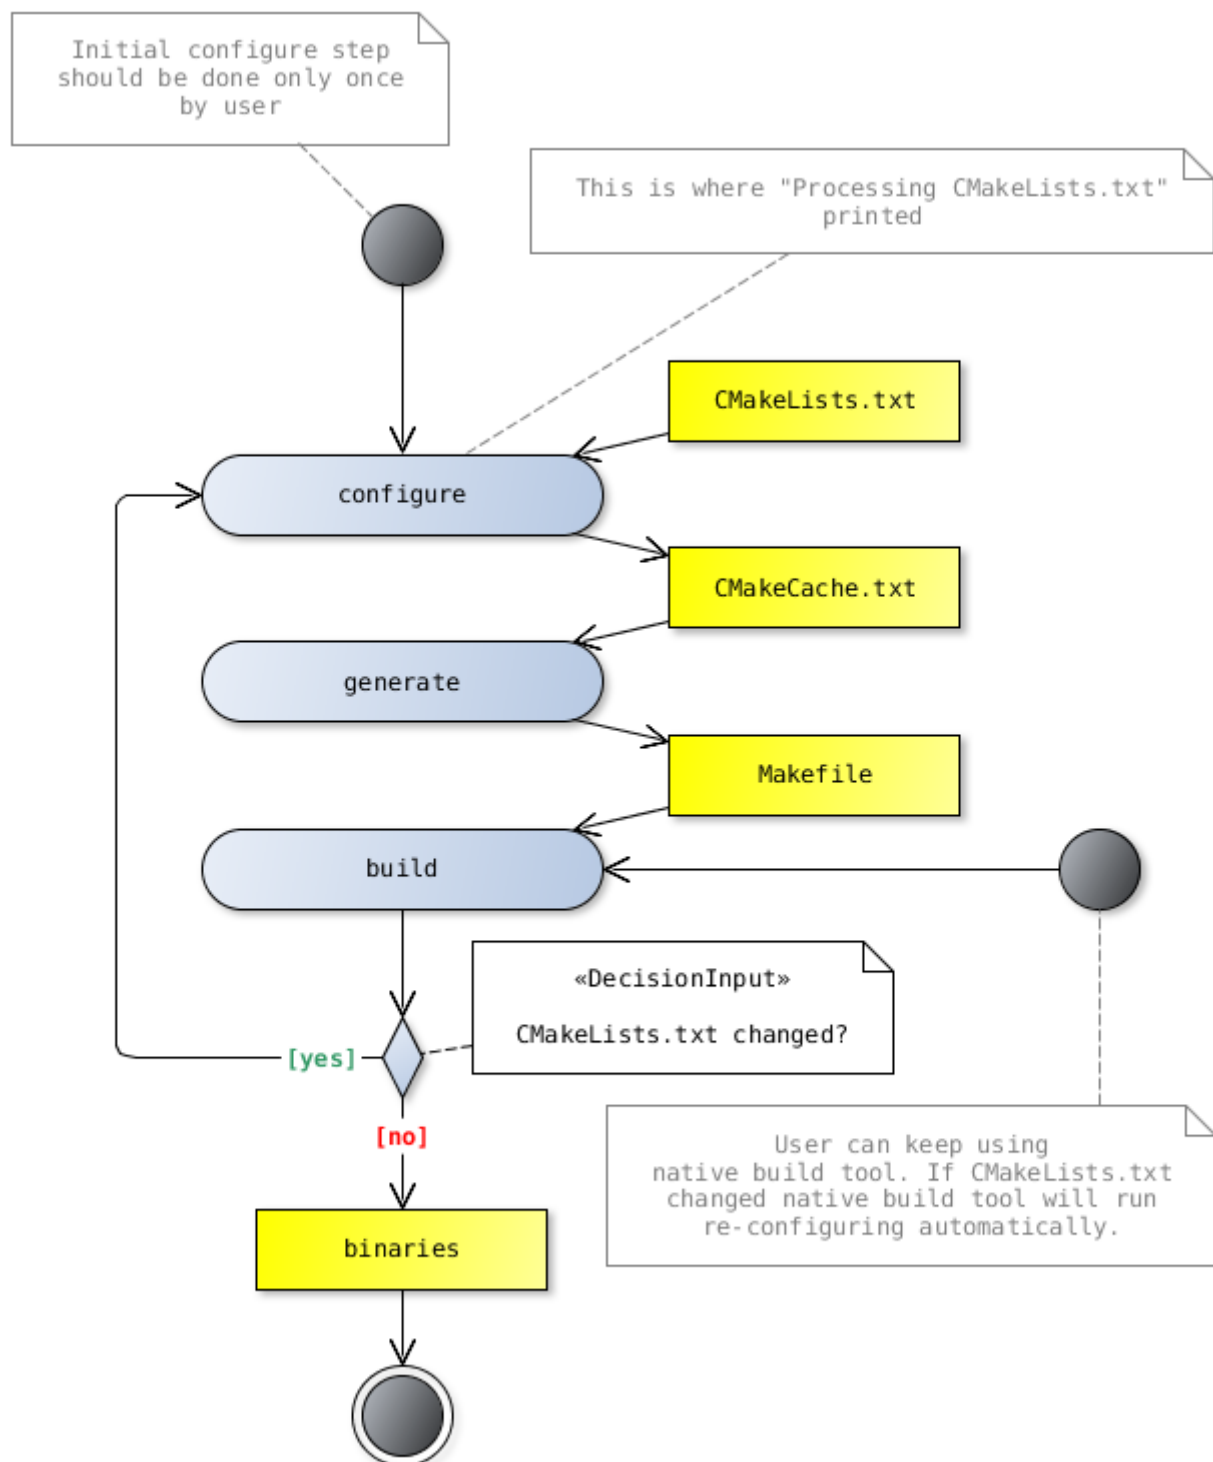 Initial configure step
should be done only once
by user
This is where "Processing CMakeLists.txt"
printed
CMakeLists.txt
configure
CMakeCache.txt
generate
Makefile
build
«DecisionInput»
CMakeLists.txt changed?
[yes]
[no]
User can keep using
native build tool. If CMakeLists.txt
changed native build tool will run
re-configuring automatically.
binaries